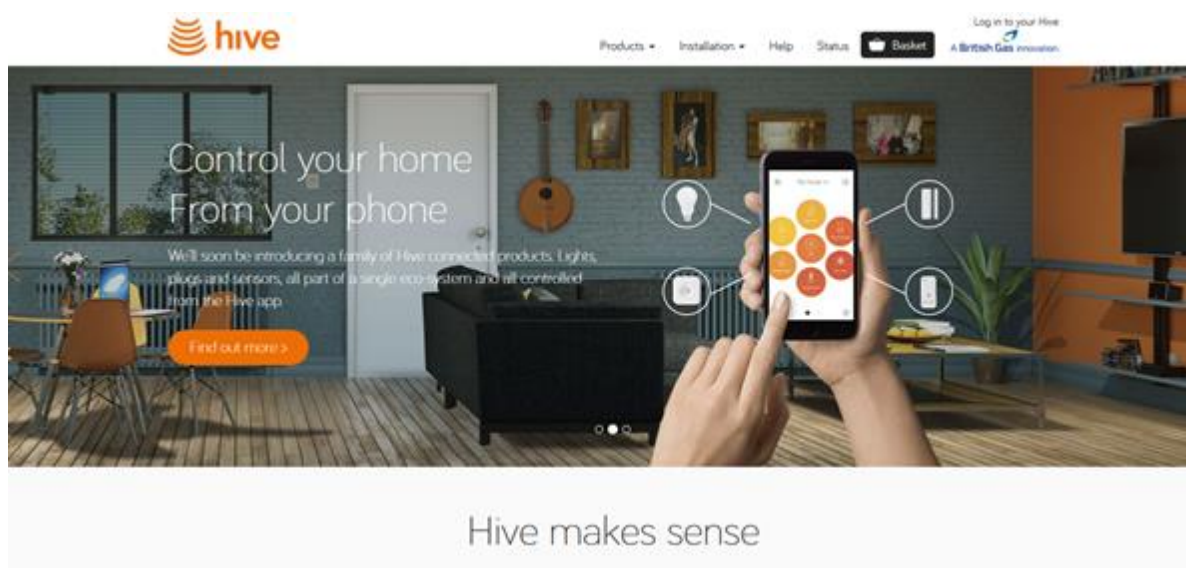 hive
Log in to your Hive
Products
Installation
Help
Status
Basket
A British Gas innovation
Control your home
From your phone
We'll soon be introducing a family of Hive connected products. Lights,
plugs and sensors, all part of a single eco-system and all controlled
from the Hive app.
Find out more >
Hive makes sense